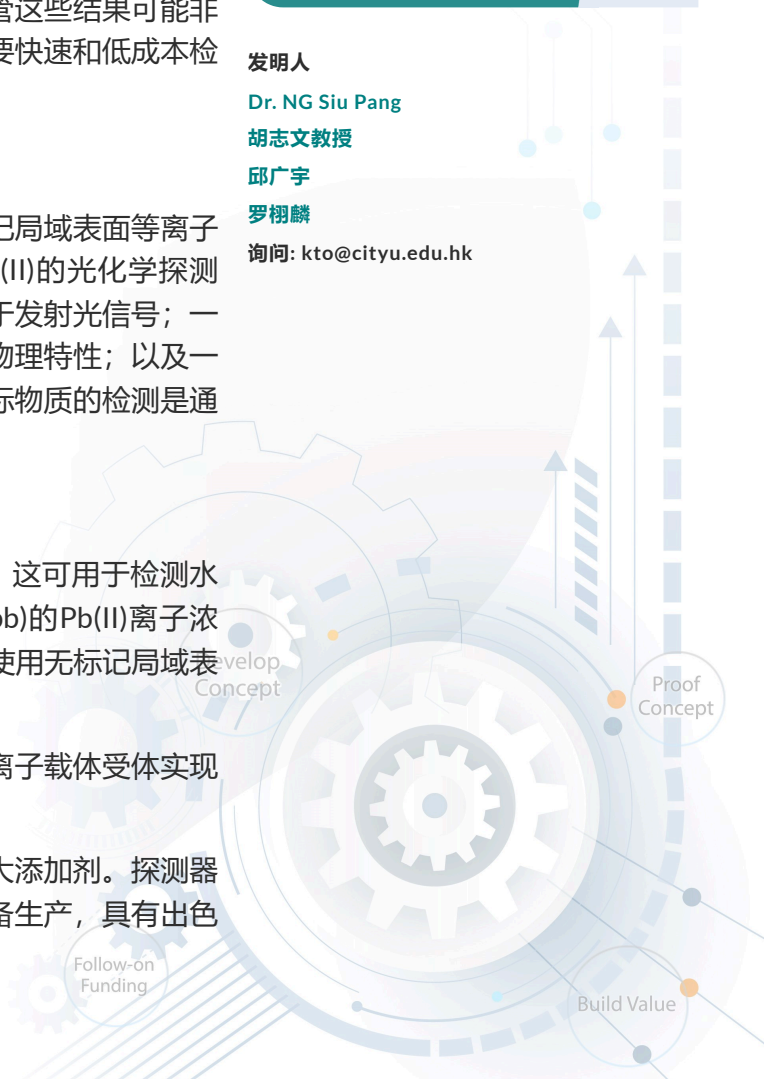 管这些结果可能非
要快速和低成本检
记局域表面等离子
(II)的光化学探测
于发射光信号；一
物理特性；以及一
标物质的检测是通
这可用于检测水
b)的Pb(II)离子浓
使用无标记局域表
离子载体受体实现
大添加剂。探测器
备生产，具有出色
发明人
Dr. NG Siu Pang
胡志文教授
邱广宇
罗栩麟
询问: kto@cityu.edu.hk
Develop
Concept
Proof
Concept
Follow-on
Funding
Build Value